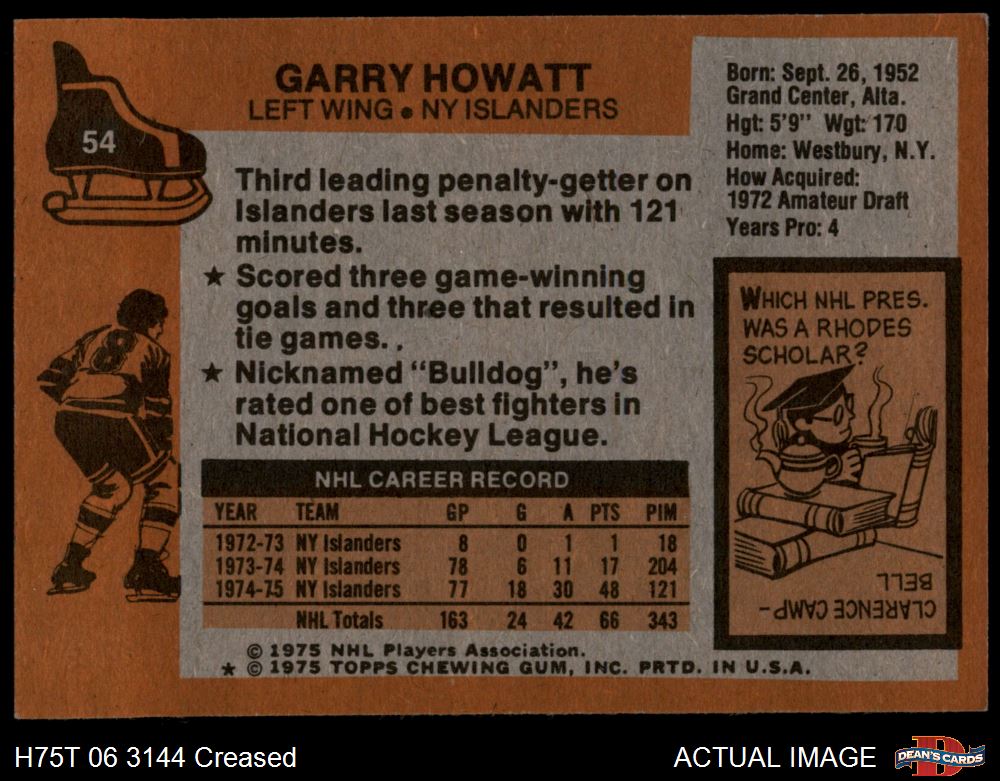 54
GARRY HOWATT
LEFT WING • NY ISLANDERS
Born: Sept. 26, 1952
Grand Center, Alta.
Hgt: 5'9" Wgt: 170
Home: Westbury, N.Y.
How Acquired:
1972 Amateur Draft
Years Pro: 4
Third leading penalty-getter on
Islanders last season with 121
minutes.
★ Scored three game-winning
goals and three that resulted in
tie games. .
★ Nicknamed "Bulldog", he's
rated one of best fighters in
National Hockey League.
8
WHICH NHL PRES.
WAS A RHODES
SCHOLAR?
CLARENCE CAMP-
BELL
NHL CAREER RECORD
YEAR TEAM GP G A PTS PIM
1972-73 NY Islanders 8 0 1 1 18
1973-74 NY Islanders 78 6 11 17 204
1974-75 NY Islanders 77 18 30 48 121
NHL Totals 163 24 42 66 343
© 1975 NHL Players Association.
★ © 1975 TOPPS CHEWING GUM, INC. PRTD. IN U.S.A.
H75T 06 3144 Creased
ACTUAL IMAGE
D
DEAN'S CARDS